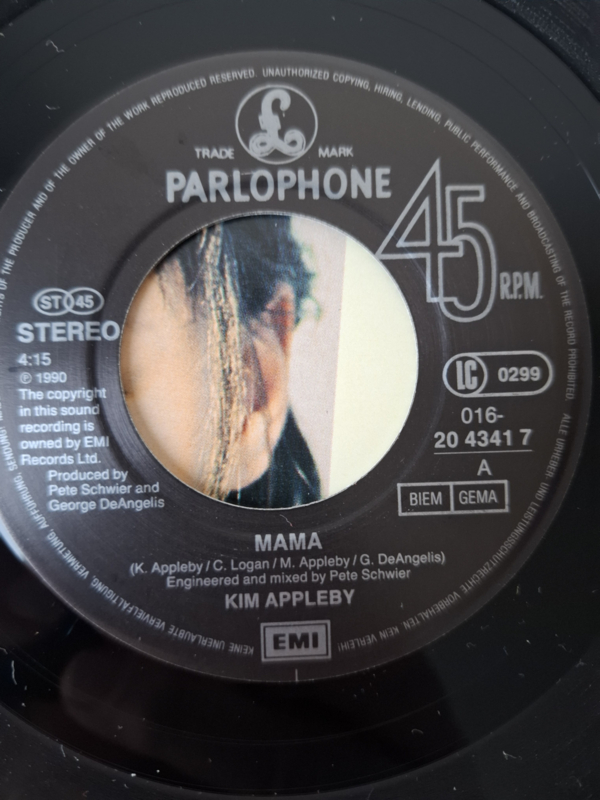 OF THE PRODUCER AND OF THE OWNER OF THE WORK REPRODUCED RESERVED. UNAUTHORIZED COPYING, HIRING, LENDING, PUBLIC PERFORMANCE AND BROADCASTING OF THE RECORD PROHIBITED.
£
TRADE MARK
PARLOPHONE
45
R.P.M.
ST 45
STEREO
4:15
℗ 1990
The copyright
in this sound
recording is
owned by EMI
Records Ltd.
Produced by
Pete Schwier and
George DeAngelis
LC 0299
016-
20 4341 7
A
BIEM GEMA
MAMA
(K. Appleby / C. Logan / M. Appleby / G. DeAngelis)
Engineered and mixed by Pete Schwier
KIM APPLEBY
EMI
ALLE URHEBER- UND LEISTUNGSSCHUTZRECHTE VORBEHALTEN KEIN VERLEIH! KEINE UNERLAUBTE VERVIELFÄLTIGUNG, VERMIETUNG, AUFFÜHRUNG, SENDUNG!